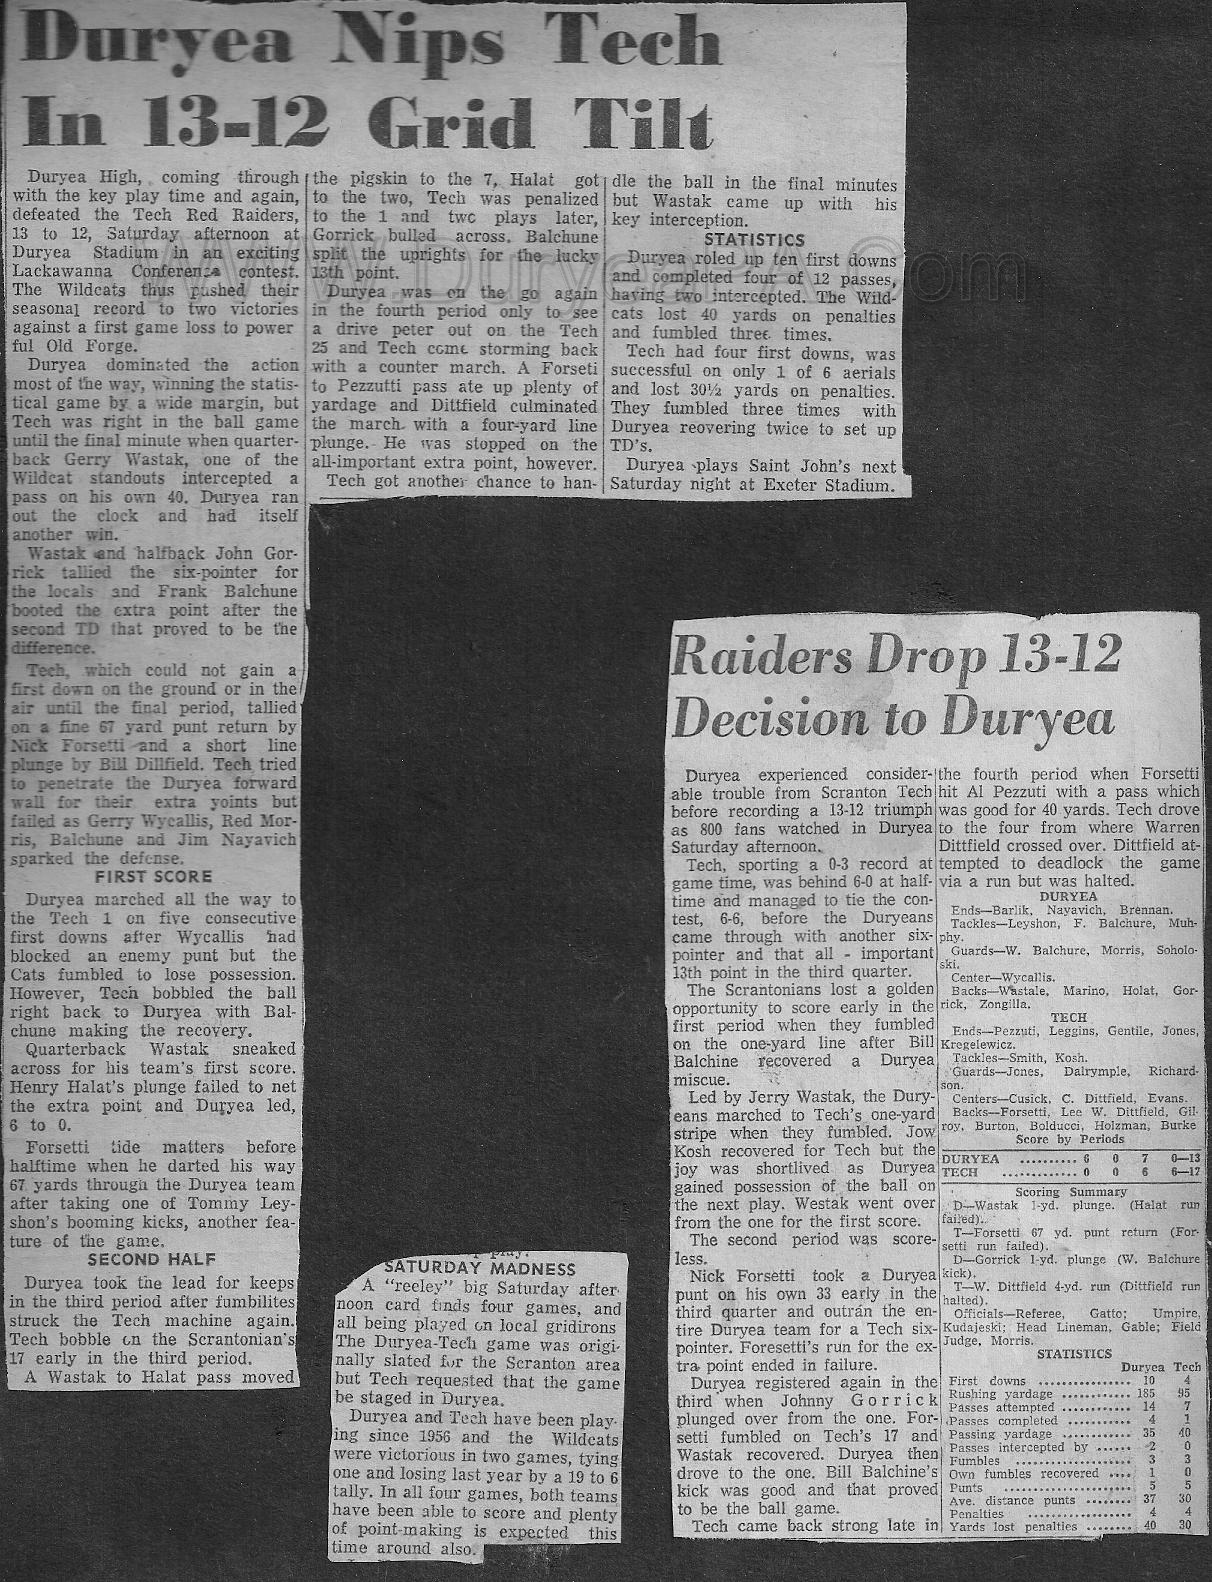 Duryea Nips Tech
In 13-12 Grid Tilt
Duryea High, coming through
with the key play time and again,
defeated the Tech Red Raiders,
13 to 12, Saturday afternoon at
Duryea Stadium in an exciting
Lackawanna Conference contest.
The Wildcats thus pushed their
seasonal record to two victories
against a first game loss to power
ful Old Forge.
Duryea dominated the action
most of the way, winning the statis-
tical game by a wide margin, but
Tech was right in the ball game
until the final minute when quarter-
back Gerry Wastak, one of the
Wildcat standouts intercepted a
pass on his own 40. Duryea ran
out the clock and had itself
another win.
Wastak and halfback John Gor-
rick tallied the six-pointer for
the locals and Frank Balchune
booted the extra point after the
second TD that proved to be the
difference.
Tech, which could not gain a
first down on the ground or in the
air until the final period, tallied
on a fine 67 yard punt return by
Nick Forsetti and a short line
plunge by Bill Dillfield. Tech tried
to penetrate the Duryea forward
wall for their extra yoints but
failed as Gerry Wycallis, Red Mor-
ris, Balchune and Jim Nayavich
sparked the defense.
FIRST SCORE
Duryea marched all the way to
the Tech 1 on five consecutive
first downs after Wycallis had
blocked an enemy punt but the
Cats fumbled to lose possession.
However, Tech bobbled the ball
right back to Duryea with Bal-
chune making the recovery.
Quarterback Wastak sneaked
across for his team's first score.
Henry Halat's plunge failed to net
the extra point and Duryea led,
6 to 0.
Forsetti tide matters before
halftime when he darted his way
67 yards through the Duryea team
after taking one of Tommy Ley-
shon's booming kicks, another fea-
ture of the game.
SECOND HALF
Duryea took the lead for keeps
in the third period after fumbilites
struck the Tech machine again.
Tech bobble on the Scrantonian's
17 early in the third period.
A Wastak to Halat pass moved
the pigskin to the 7, Halat got
to the two, Tech was penalized
to the 1 and two plays later,
Gorrick bulled across. Balchune
split the uprights for the lucky
13th point.
Duryea was on the go again
in the fourth period only to see
a drive peter out on the Tech
25 and Tech come storming back
with a counter march. A Forseti
to Pezzutti pass ate up plenty of
yardage and Dittfield culminated
the march with a four-yard line
plunge. He was stopped on the
all-important extra point, however.
Tech got another chance to han-
dle the ball in the final minutes
but Wastak came up with his
key interception.
STATISTICS
Duryea roled up ten first downs
and completed four of 12 passes,
having two intercepted. The Wild-
cats lost 40 yards on penalties
and fumbled three times.
Tech had four first downs, was
successful on only 1 of 6 aerials
and lost 30½ yards on penalties.
They fumbled three times with
Duryea reovering twice to set up
TD's.
Duryea plays Saint John's next
Saturday night at Exeter Stadium.
www.DuryeaPA.com
play.
SATURDAY MADNESS
A "reeley" big Saturday after-
noon card finds four games, and
all being played on local gridirons
The Duryea-Tech game was origi-
nally slated for the Scranton area
but Tech requested that the game
be staged in Duryea.
Duryea and Tech have been play-
ing since 1956 and the Wildcats
were victorious in two games, tying
one and losing last year by a 19 to 6
tally. In all four games, both teams
have been able to score and plenty
of point-making is expected this
time around also.
Raiders Drop 13-12
Decision to Duryea
Duryea experienced consider-
able trouble from Scranton Tech
before recording a 13-12 triumph
as 800 fans watched in Duryea
Saturday afternoon.
Tech, sporting a 0-3 record at
game time, was behind 6-0 at half-
time and managed to tie the con-
test, 6-6, before the Duryeans
came through with another six-
pointer and that all - important
13th point in the third quarter.
The Scrantonians lost a golden
opportunity to score early in the
first period when they fumbled
on the one-yard line after Bill
Balchine recovered a Duryea
miscue.
Led by Jerry Wastak, the Dury-
eans marched to Tech's one-yard
stripe when they fumbled. Jow
Kosh recovered for Tech but the
joy was shortlived as Duryea
gained possession of the ball on
the next play. Westak went over
from the one for the first score.
The second period was score-
less.
Nick Forsetti took a Duryea
punt on his own 33 early in the
third quarter and outran the en-
tire Duryea team for a Tech six-
pointer. Foresetti's run for the ex-
tra point ended in failure.
Duryea registered again in the
third when Johnny Gorrick
plunged over from the one. For-
setti fumbled on Tech's 17 and
Wastak recovered. Duryea then
drove to the one. Bill Balchine's
kick was good and that proved
to be the ball game.
Tech came back strong late in
the fourth period when Forsetti
hit Al Pezzuti with a pass which
was good for 40 yards. Tech drove
to the four from where Warren
Dittfield crossed over. Dittfield at-
tempted to deadlock the game
via a run but was halted.
DURYEA
Ends—Barlik, Nayavich, Brennan.
Tackles—Leyshon, F. Balchure, Muh-
phy.
Guards—W. Balchure, Morris, Soholo-
ski.
Center—Wycallis.
Backs—Wastale, Marino, Holat, Gor-
rick, Zongilla.
TECH
Ends—Pezzuti, Leggins, Gentile, Jones,
Kregelewicz.
Tackles—Smith, Kosh.
Guards—Jones, Dalrymple, Richard-
son.
Centers—Cusick, C. Dittfield, Evans.
Backs—Forsetti, Lee W. Dittfield, Gil-
roy, Burton, Bolducci, Holzman, Burke
Score by Periods
DURYEA .......... 6 0 7 0—13
TECH ............ 0 0 6 6—12
Scoring Summary
D—Wastak 1-yd. plunge. (Halat run
failed).
T—Forsetti 67 yd. punt return (For-
setti run failed).
D—Gorrick 1-yd. plunge (W. Balchure
kick).
T—W. Dittfield 4-yd. run (Dittfield run
halted).
Officials—Referee, Gatto; Umpire,
Kudajeski; Head Lineman, Gable; Field
Judge, Morris.
STATISTICS
Duryea Tech
First downs ................ 10 4
Rushing yardage ............ 185 95
Passes attempted ............ 14 7
Passes completed ........... 4 1
Passing yardage ............ 35 40
Passes intercepted by ...... 2 0
Fumbles .................... 3 3
Own fumbles recovered .... 1 0
Punts ...................... 5 5
Ave. distance punts ........ 37 30
Penalties .................. 4 4
Yards lost penalties ........ 40 30